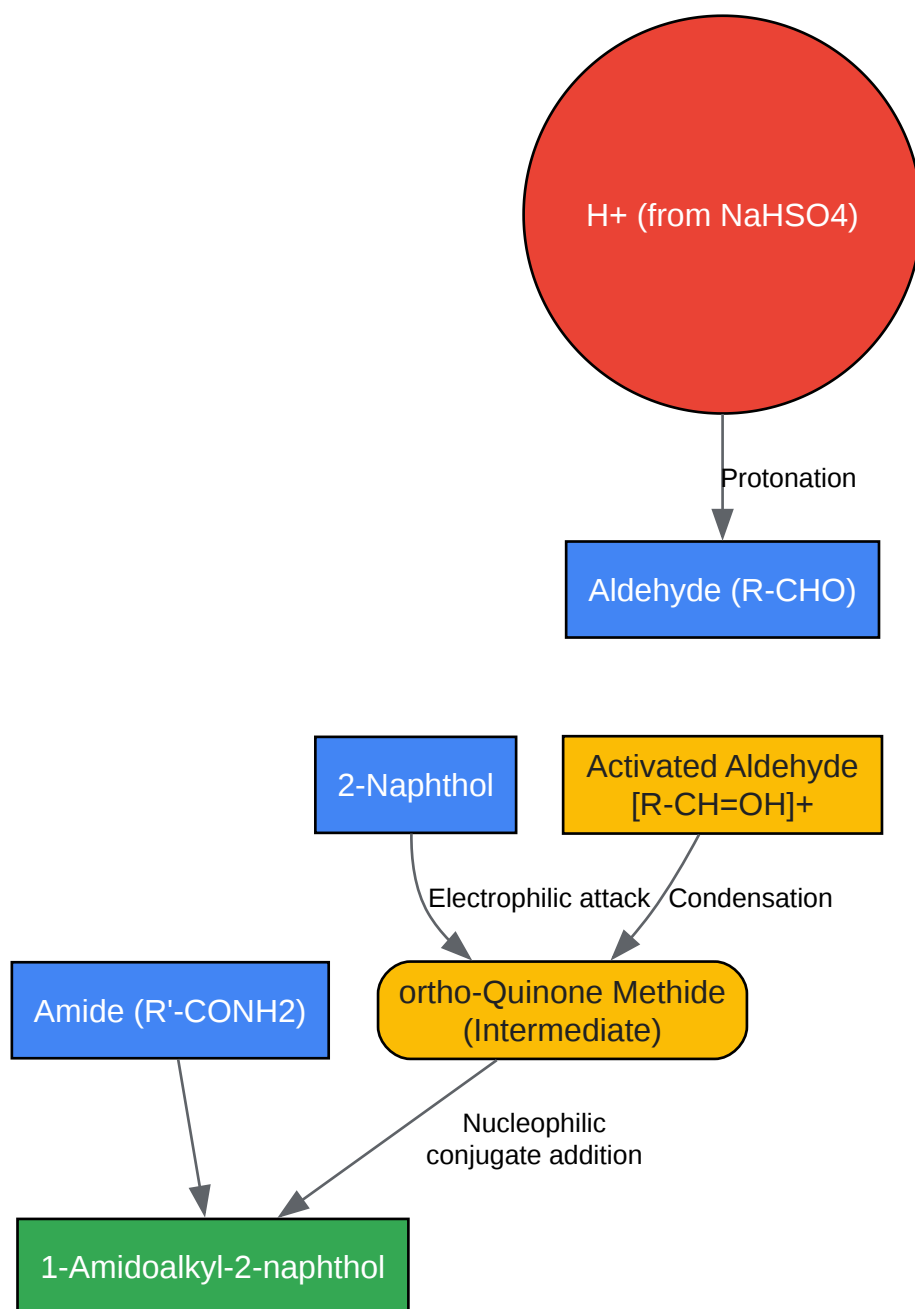 H+ (from NaHSO4)
Protonation
Aldehyde (R-CHO)
2-Naphthol
Activated Aldehyde
[R-CH=OH]+
Electrophilic attack
Condensation
Amide (R'-CONH2)
ortho-Quinone Methide
(Intermediate)
Nucleophilic
conjugate addition
1-Amidoalkyl-2-naphthol